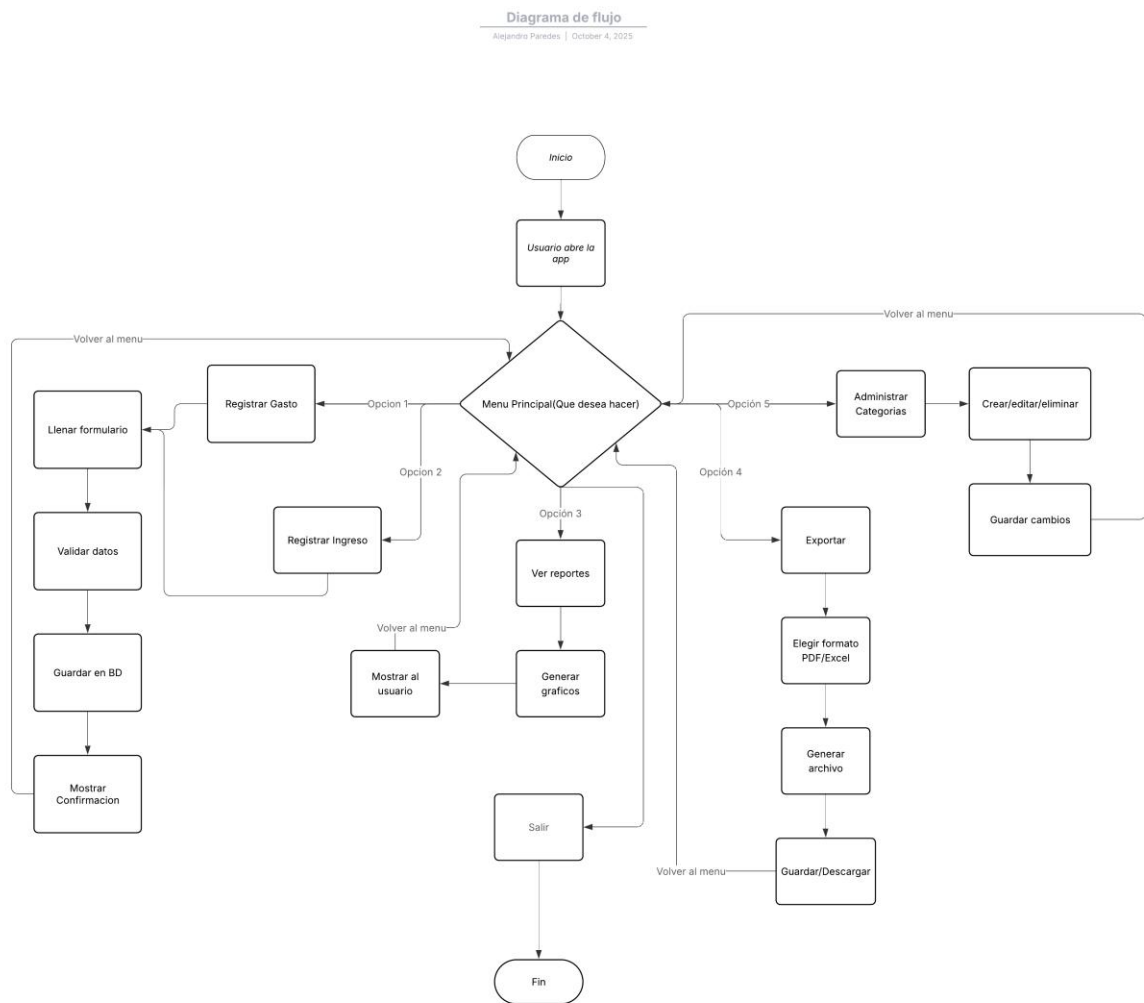 Diagrama de flujo
Alejandro Paredes | October 4, 2025
Inicio
Usuario abre la
app
Volver al menu
Volver al menu
Registrar Gasto
Opcion 1
Menu Principal(Que desea hacer)
Opción 5
Administrar
Categorias
Crear/editar/eliminar
Llenar formulario
Opcion 2
Opción 4
Opción 3
Guardar cambios
Registrar Ingreso
Exportar
Validar datos
Ver reportes
Volver al menu
Elegir formato
PDF/Excel
Guardar en BD
Mostrar al
usuario
Generar
graficos
Generar
archivo
Mostrar
Confirmacion
Salir
Volver al menu
Guardar/Descargar
Fin